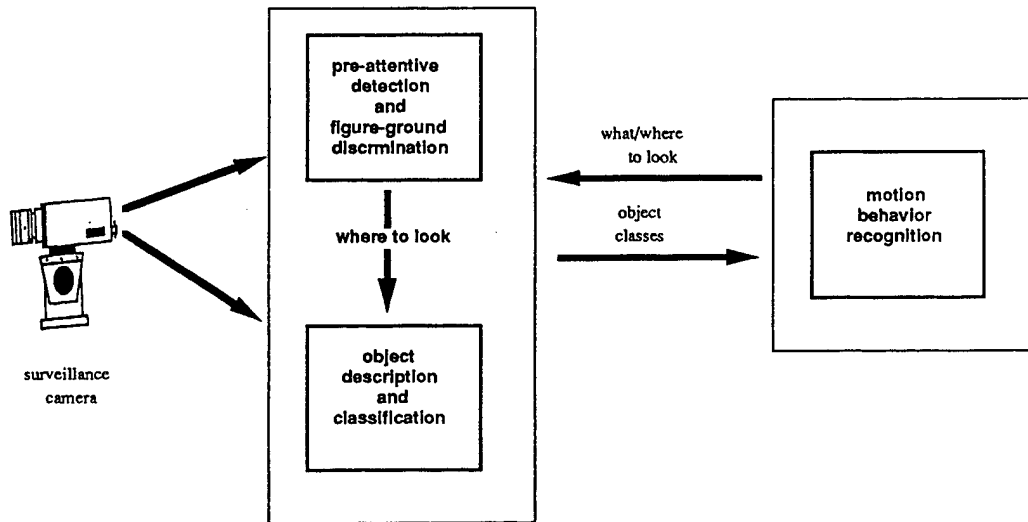 pre-attentive
detection
and
figure-ground
discrmination
where to look
object
description
and
classification
surveillance
camera
what/where
to look
object
classes
motion
behavior
recognition